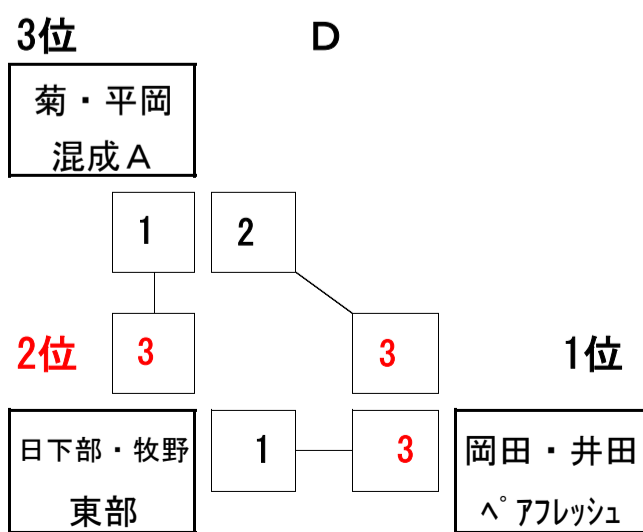 3位 D
菊・平岡
混成A
1 2
2位 3 3 1位
日下部・牧野 1 3 岡田・井田
東部 ﾍﾟｱﾌﾚｯｼｭ